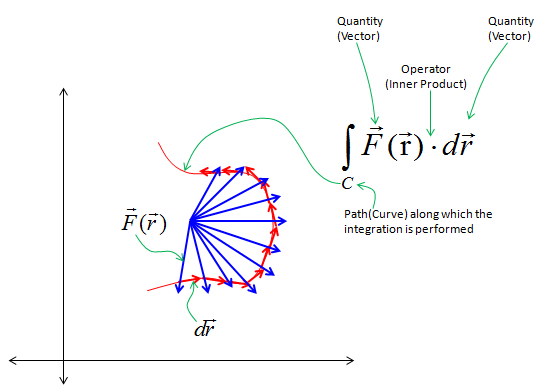 Quantity
(Vector)
Quantity
(Vector)
Operator
(Inner Product)
∫ F⃗(r⃗) · dr⃗
C
Path(Curve) along which the
integration is performed
F⃗(r⃗)
dr⃗